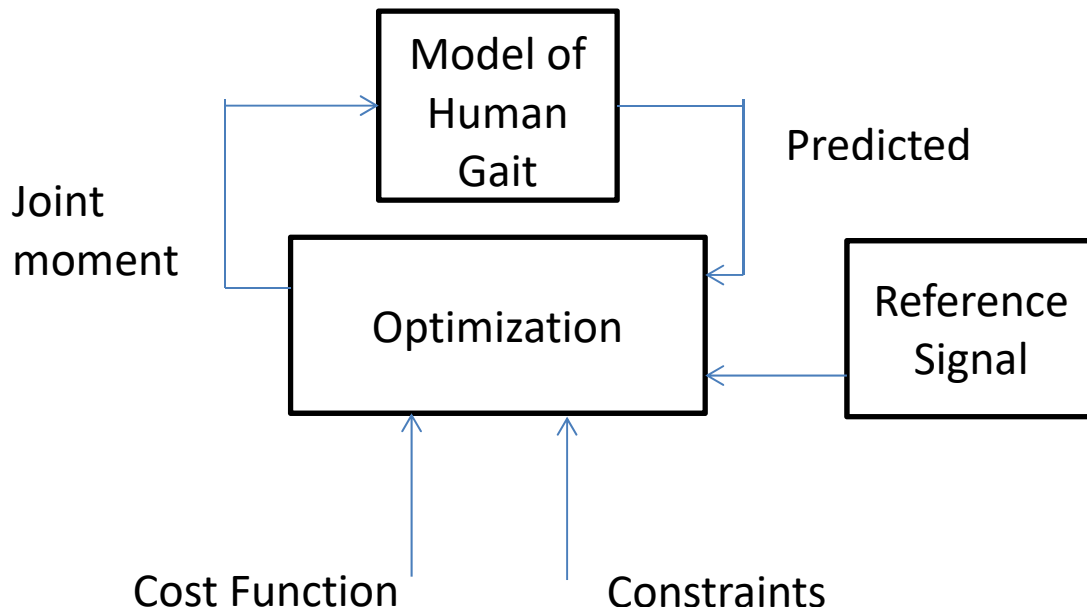 Model of
Human
Gait
Predicted
Joint
moment
Optimization
Reference
Signal
Cost Function
Constraints